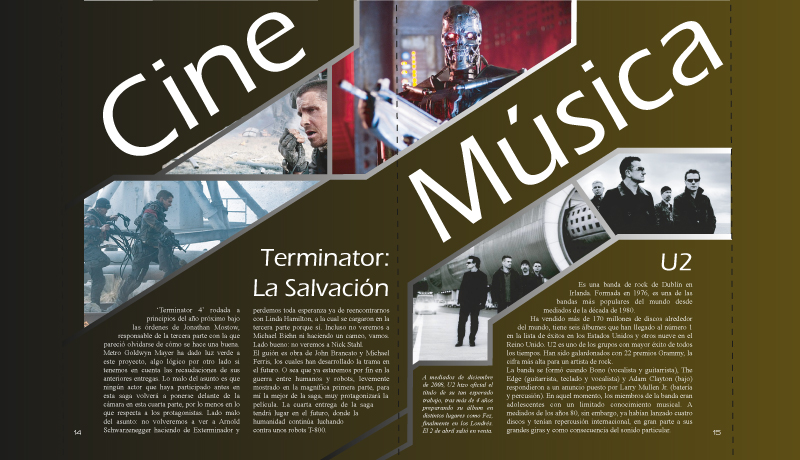 Cine
Terminator:
La Salvación
'Terminator 4' rodada a
principios del año próximo bajo
las órdenes de Jonathan Mostow,
responsable de la tercera parte con la que
pareció olvidarse de cómo se hace una buena.
Metro Goldwyn Mayer ha dado luz verde a
este proyecto, algo lógico por otro lado si
tenemos en cuenta las recaudaciones de sus
anteriores entregas. Lo malo del asunto es que
ningún actor que haya participado antes en
esta saga volverá a ponerse delante de la
cámara en esta cuarta parte, por lo menos en lo
que respecta a los protagonistas. Lado malo
del asunto: no volveremos a ver a Arnold
Schwarzenegger haciendo de Exterminador y
perdemos toda esperanza ya de reencontrarnos
con Linda Hamilton, a la cual se cargaron en la
tercera parte porque sí. Incluso no veremos a
Michael Biehn ni haciendo un cameo, vamos.
Lado bueno: no veremos a Nick Stahl.
El guión es obra de John Brancato y Michael
Ferris, los cuales han desarrollado la trama en
el futuro. O sea que ya estaremos por fin en la
guerra entre humanos y robots, levemente
mostrado en la magnífica primera parte, para
mí la mejor de la saga, muy protagonizará la
película. La cuarta entrega de la saga
tendrá lugar en el futuro, donde la
humanidad continúa luchando
contra unos robots T-800.
14
Música
U2
Es una banda de rock de Dublín en
Irlanda. Formada en 1976, es una de las
bandas más populares del mundo desde
mediados de la década de 1980.
Ha vendido más de 170 millones de discos alrededor
del mundo, tiene seis álbumes que han llegado al número 1
en la lista de éxitos en los Estados Unidos y otros nueve en el
Reino Unido. U2 es uno de los grupos con mayor éxito de todos
los tiempos. Han sido galardonados con 22 premios Grammy, la
cifra más alta para un artista de rock.
La banda se formó cuando Bono (vocalista y guitarrista), The
Edge (guitarrista, teclado y vocalista) y Adam Clayton (bajo)
respondieron a un anuncio puesto por Larry Mullen Jr. (batería
y percusión). En aquel momento, los miembros de la banda eran
adolescentes con un limitado conocimiento musical. A
mediados de los años 80, sin embargo, ya habían lanzado cuatro
discos y tenían repercusión internacional, en gran parte a sus
grandes giras y como consecuencia del sonido particular.
A mediados de diciembre
de 2008, U2 hizo oficial el
título de su tan esperado
trabajo, tras más de 4 años
preparando su álbum en
distintos lugares como Fez,
finalmente en los Londres.
El 2 de abril salió en venta.
15